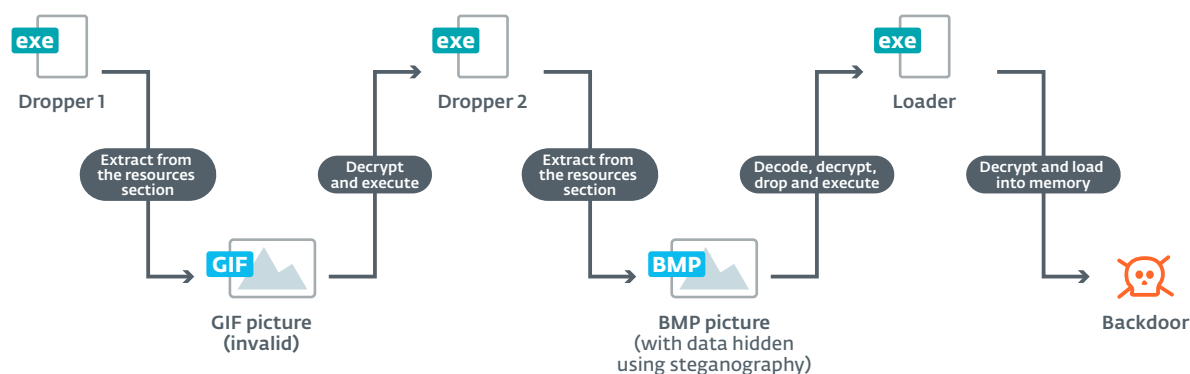 exe
Dropper 1
Extract from
the resources
section
GIF
GIF picture
(invalid)
Decrypt
and execute
exe
Dropper 2
Extract from
the resources
section
BMP
BMP picture
(with data hidden
using steganography)
Decode, decrypt,
drop and execute
exe
Loader
Decrypt and load
into memory
Backdoor